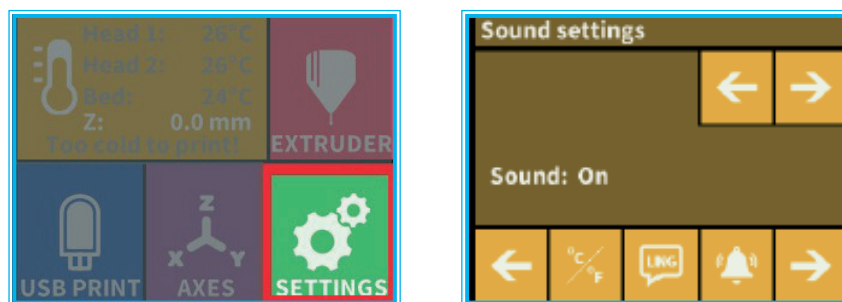 Head 1: 26°C
Head 2: 26°C
Bed: 24°C
Z: 0.0 mm
Too cold to print!
EXTRUDER
USB PRINT
Z
X
Y
AXES
SETTINGS
Sound settings
Sound: On
°C/°F
LING